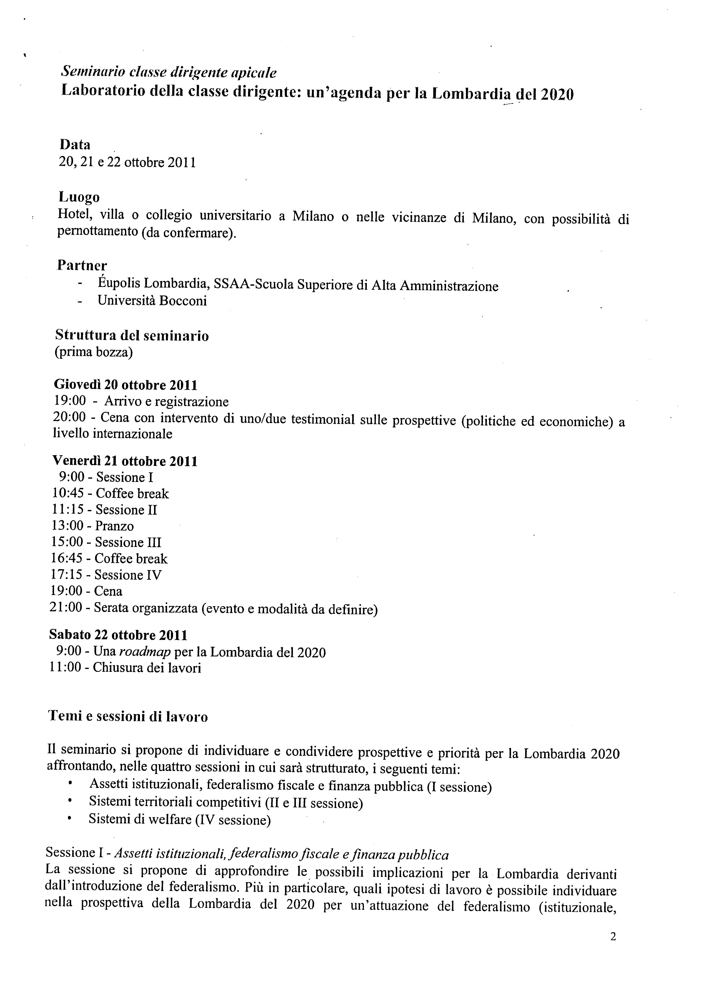 Seminario classe dirigente apicale
Laboratorio della classe dirigente: un'agenda per la Lombardia del 2020
Data
20, 21 e 22 ottobre 2011
Luogo
Hotel, villa o collegio universitario a Milano o nelle vicinanze di Milano, con possibilità di
pernottamento (da confermare).
Partner
- Éupolis Lombardia, SSAA-Scuola Superiore di Alta Amministrazione
- Università Bocconi
Struttura del seminario
(prima bozza)
Giovedì 20 ottobre 2011
19:00 - Arrivo e registrazione
20:00 - Cena con intervento di uno/due testimonial sulle prospettive (politiche ed economiche) a
livello internazionale
Venerdì 21 ottobre 2011
9:00 - Sessione I
10:45 - Coffee break
11:15 - Sessione II
13:00 - Pranzo
15:00 - Sessione III
16:45 - Coffee break
17:15 - Sessione IV
19:00 - Cena
21:00 - Serata organizzata (evento e modalità da definire)
Sabato 22 ottobre 2011
9:00 - Una roadmap per la Lombardia del 2020
11:00 - Chiusura dei lavori
Temi e sessioni di lavoro
Il seminario si propone di individuare e condividere prospettive e priorità per la Lombardia 2020
affrontando, nelle quattro sessioni in cui sarà strutturato, i seguenti temi:
• Assetti istituzionali, federalismo fiscale e finanza pubblica (I sessione)
• Sistemi territoriali competitivi (II e III sessione)
• Sistemi di welfare (IV sessione)
Sessione I - Assetti istituzionali, federalismo fiscale e finanza pubblica
La sessione si propone di approfondire le possibili implicazioni per la Lombardia derivanti
dall'introduzione del federalismo. Più in particolare, quali ipotesi di lavoro è possibile individuare
nella prospettiva della Lombardia del 2020 per un'attuazione del federalismo (istituzionale,
2